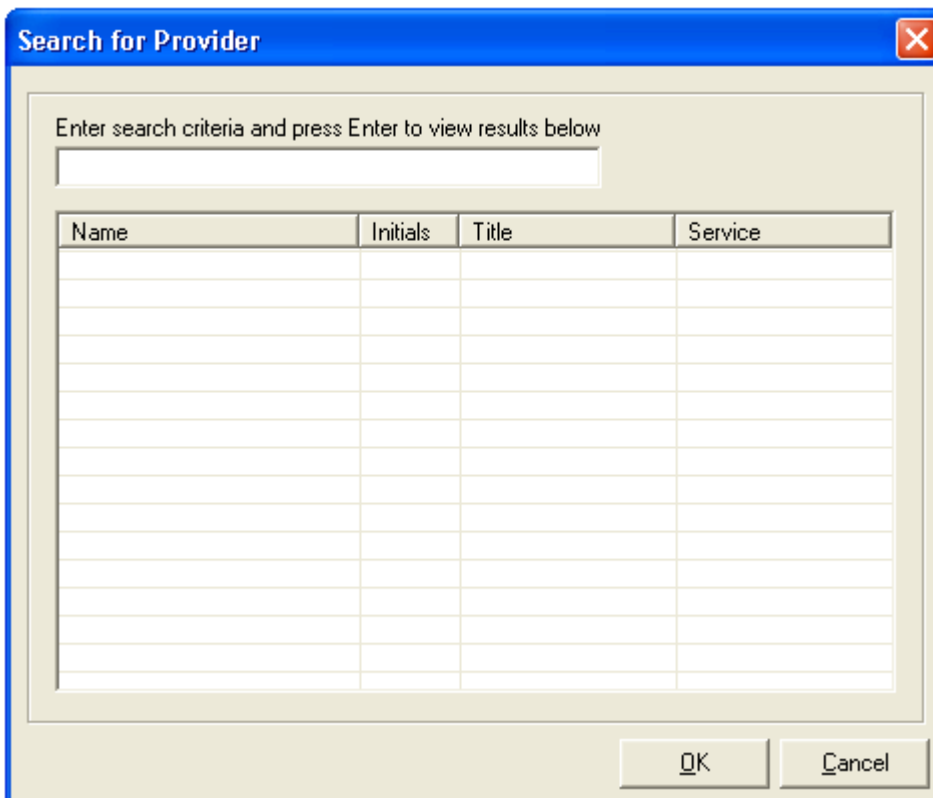 Search for Provider
Enter search criteria and press Enter to view results below
Name Initials Title Service
OK Cancel